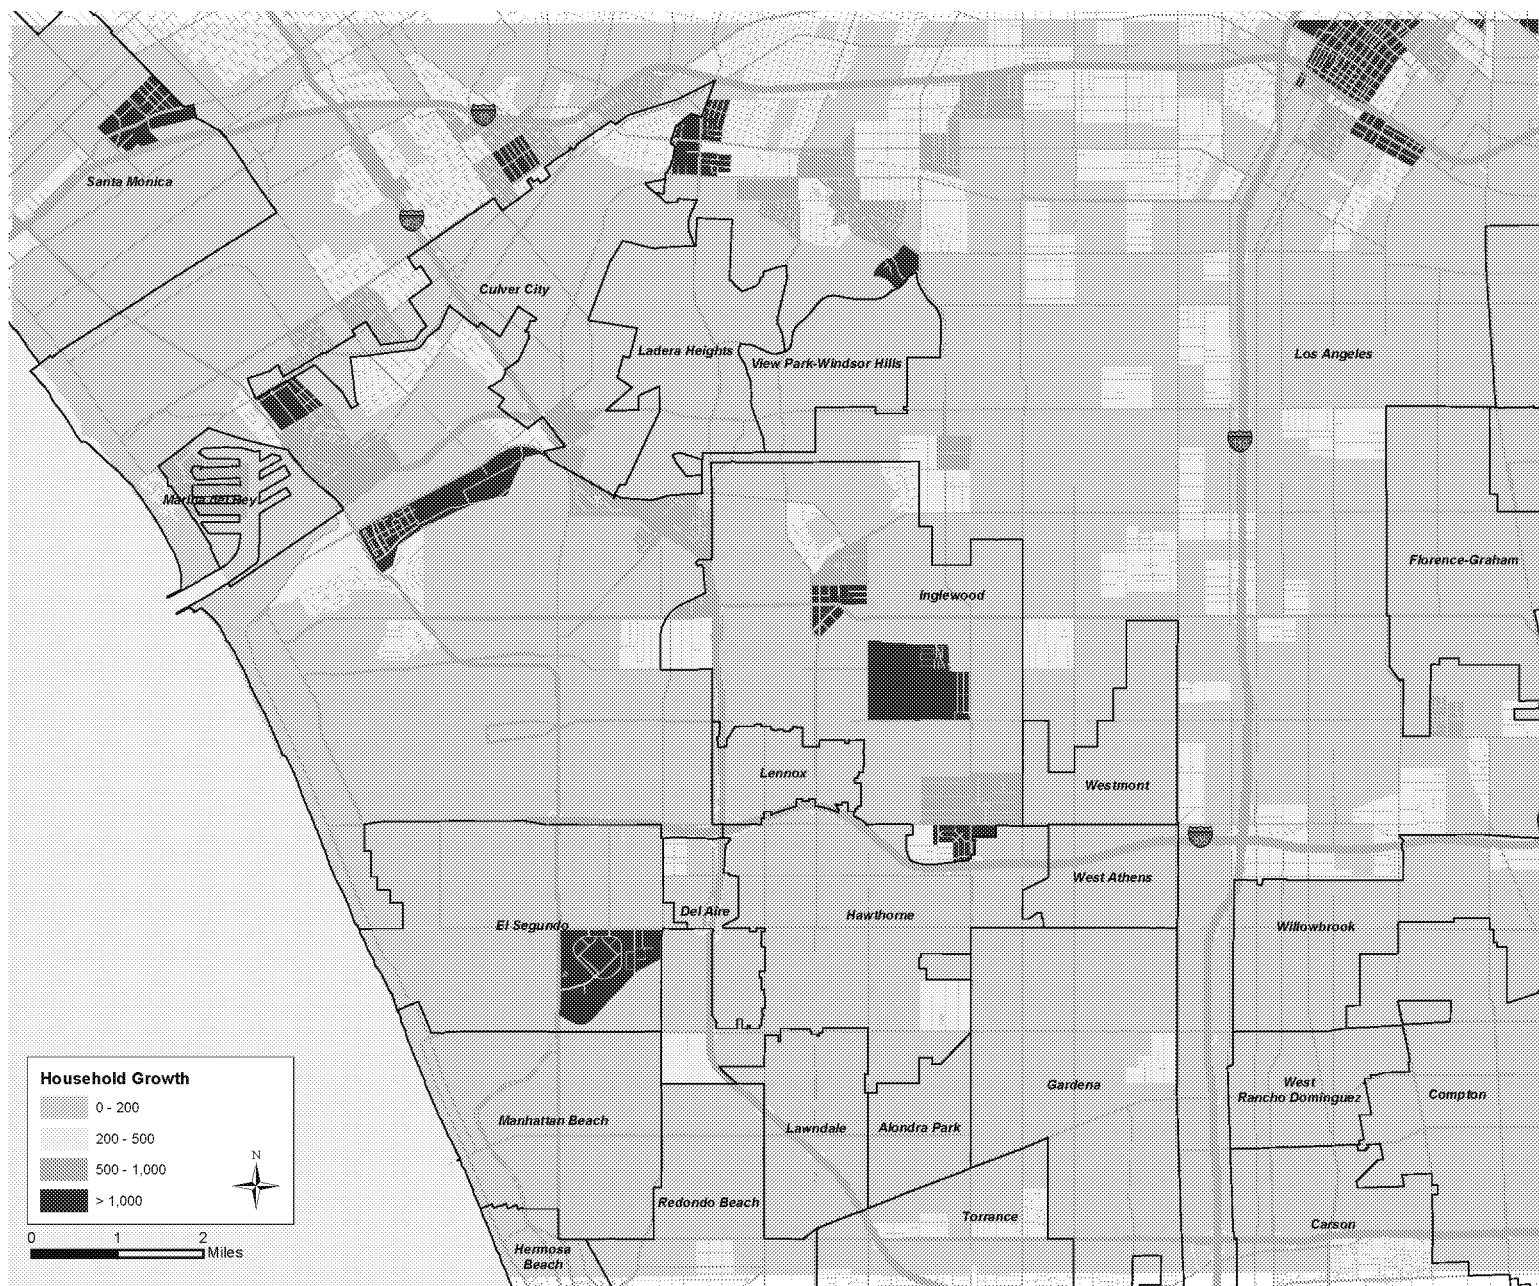 Santa Monica
Culver City
Ladera Heights
View Park-Windsor Hills
Los Angeles
Marina del Rey
Florence-Graham
Inglewood
Lennox
Westmont
West Athens
Del Aire
Hawthorne
El Segundo
Willowbrook
Gardena
West
Rancho Dominguez
Compton
Manhattan Beach
Lawndale
Alondra Park
Redondo Beach
Torrance
Carson
Hermosa
Beach
Household Growth
0 - 200
200 - 500
500 - 1,000
> 1,000
N
0 1 2
Miles